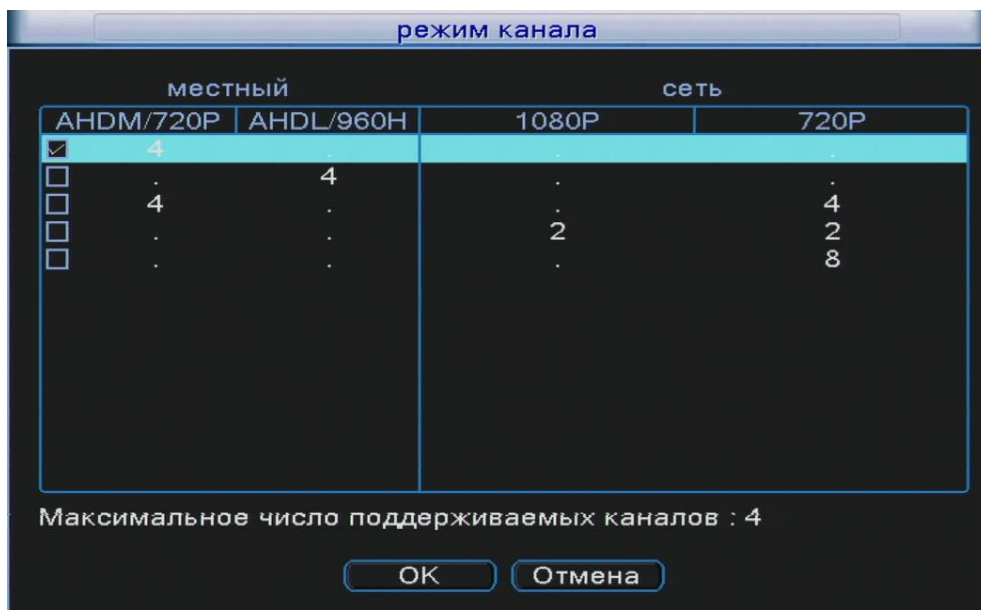 режим канала
местный сеть
AHDM/720P AHDL/960H 1080P 720P
4 . . .
. 4 . .
4 . . 4
. . 2 2
. . . 8
Максимальное число поддерживаемых каналов : 4
OK Отмена